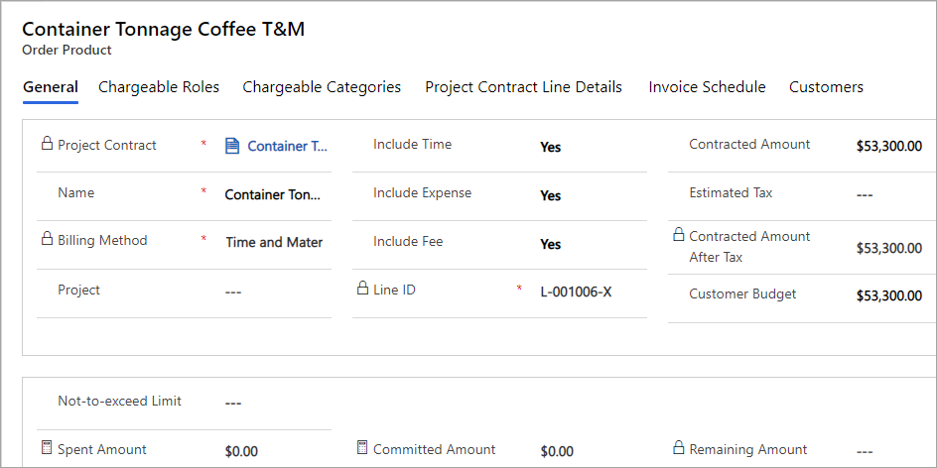 Container Tonnage Coffee T&M
Order Product
General Chargeable Roles Chargeable Categories Project Contract Line Details Invoice Schedule Customers
Project Contract * Container T... Include Time Yes Contracted Amount $53,300.00
Name * Container Ton... Include Expense Yes Estimated Tax ---
Billing Method * Time and Mater Include Fee Yes Contracted Amount
After Tax $53,300.00
Project --- Line ID * L-001006-X Customer Budget $53,300.00
Not-to-exceed Limit ---
Spent Amount $0.00 Committed Amount $0.00 Remaining Amount ---